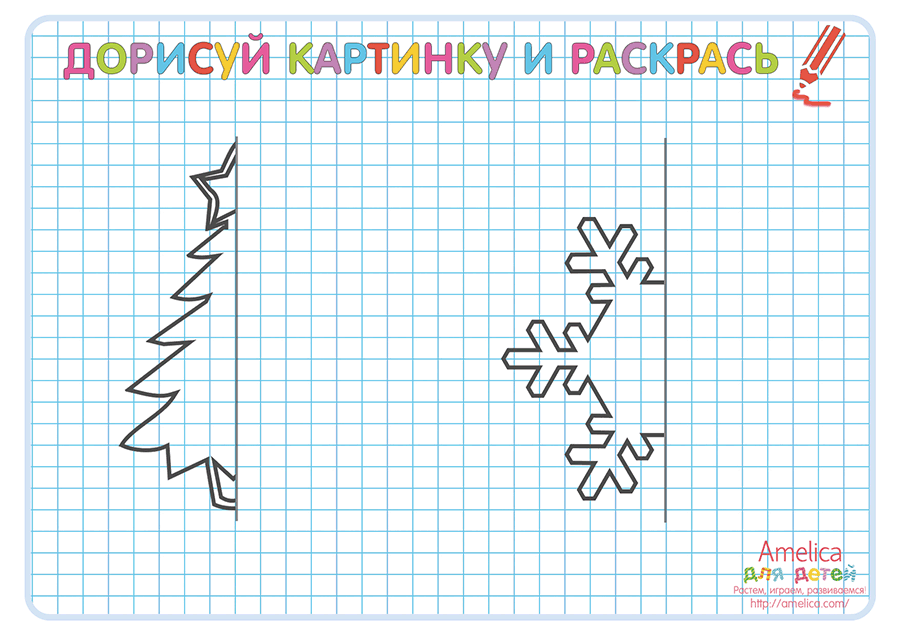 ДОРИСУЙ КАРТИНКУ И РАСКРАСЬ
Amelica
для детей
Растем, играем, развиваемся!
http://amelica.com/